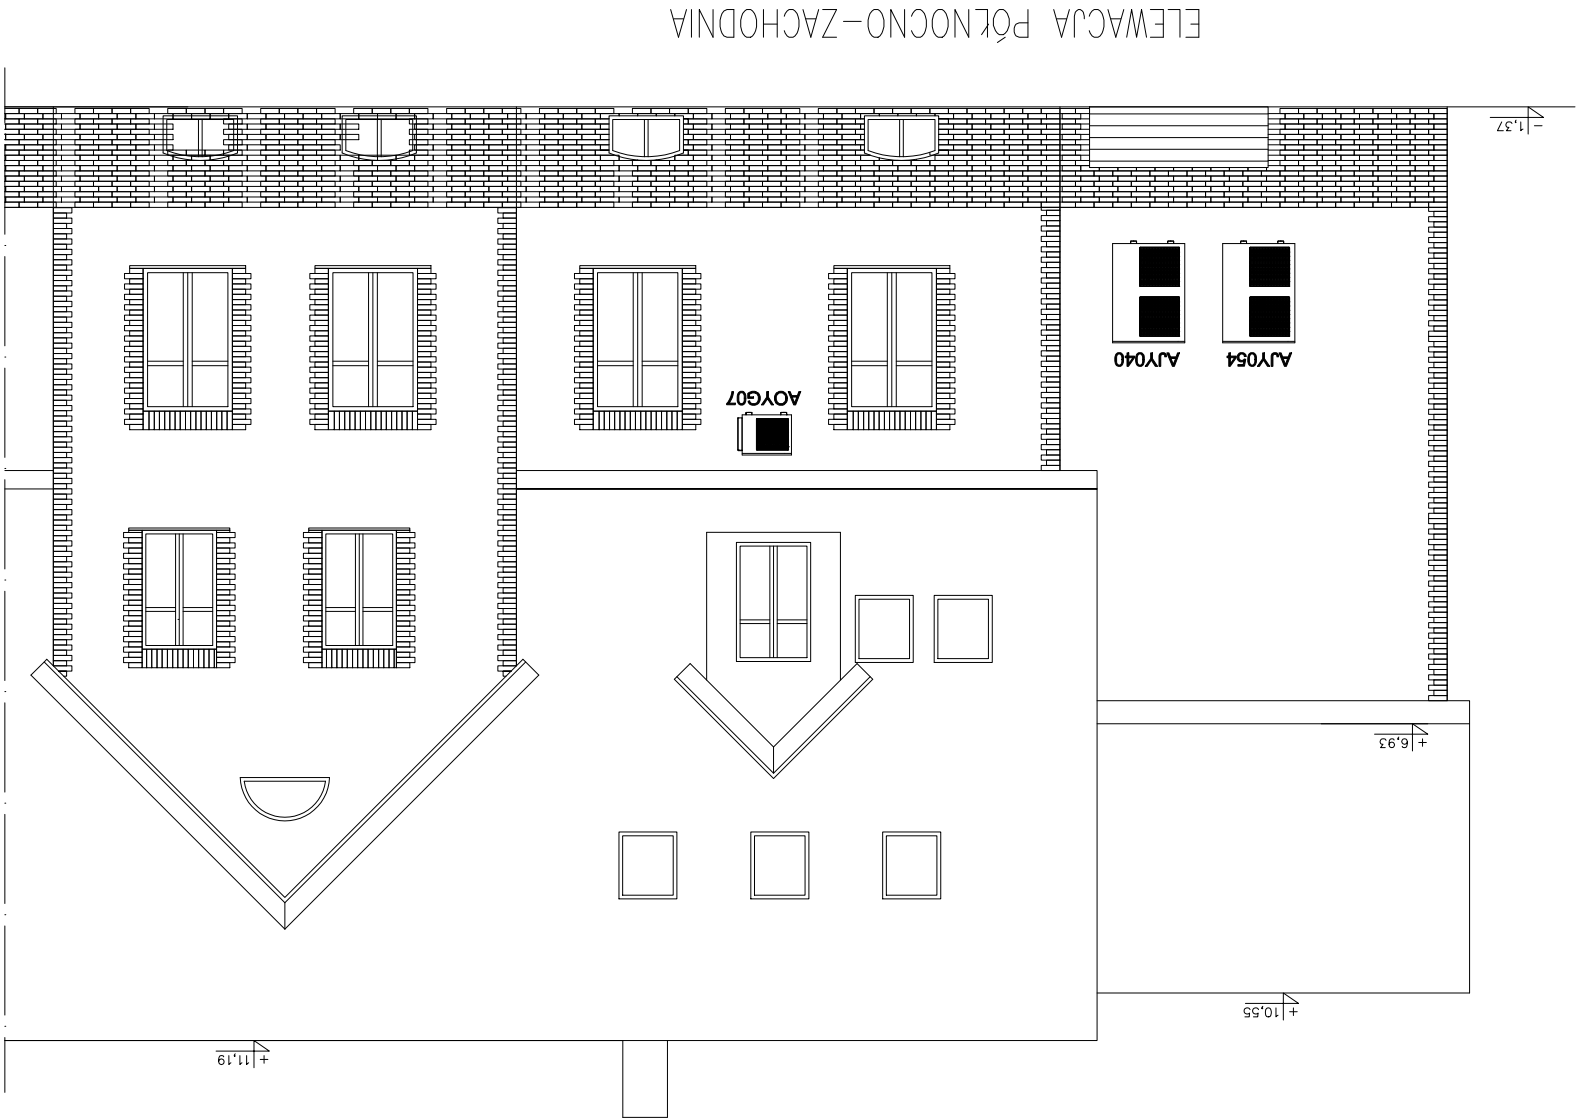 + 11,19
+ 10,55
+ 6,93
AOYG07
AJY054
AJY040
- 1,37
ELEWACJA PÓŁNOCNO-ZACHODNIA